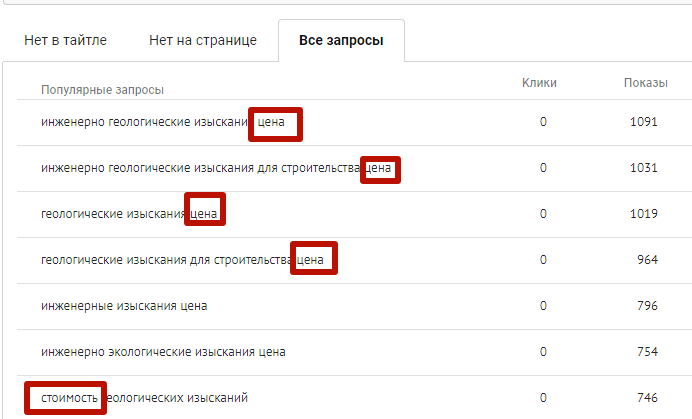 Нет в тайтле Нет на странице Все запросы
Популярные запросы Клики Показы
инженерно геологические изыскания цена 0 1091
инженерно геологические изыскания для строительства цена 0 1031
геологические изыскания цена 0 1019
геологические изыскания для строительства цена 0 964
инженерные изыскания цена 0 796
инженерно экологические изыскания цена 0 754
стоимость геологических изысканий 0 746